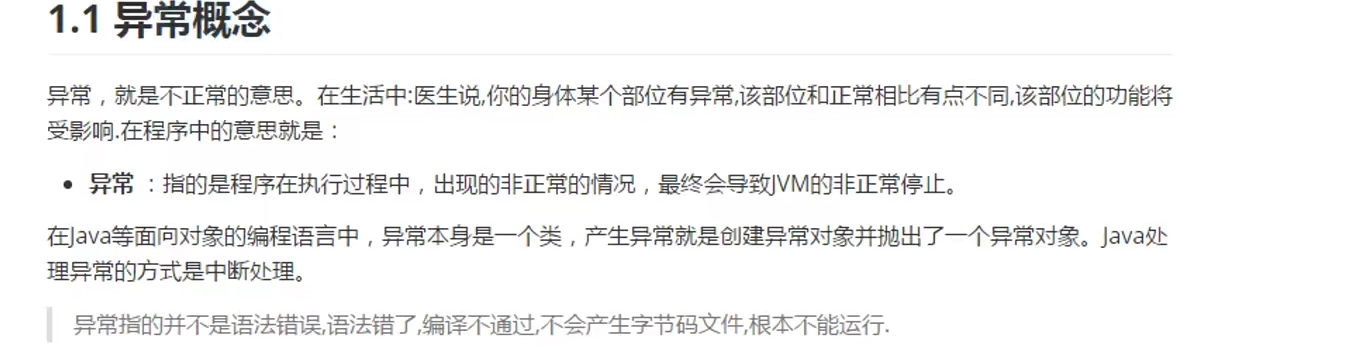 1.1 异常概念
异常，就是不正常的意思。在生活中:医生说,你的身体某个部位有异常,该部位和正常相比有点不同,该部位的功能将
受影响.在程序中的意思就是：
• 异常 ：指的是程序在执行过程中，出现的非正常的情况，最终会导致JVM的非正常停止。
在Java等面向对象的编程语言中，异常本身是一个类，产生异常就是创建异常对象并抛出了一个异常对象。Java处
理异常的方式是中断处理。
异常指的并不是语法错误,语法错了,编译不通过,不会产生字节码文件,根本不能运行.